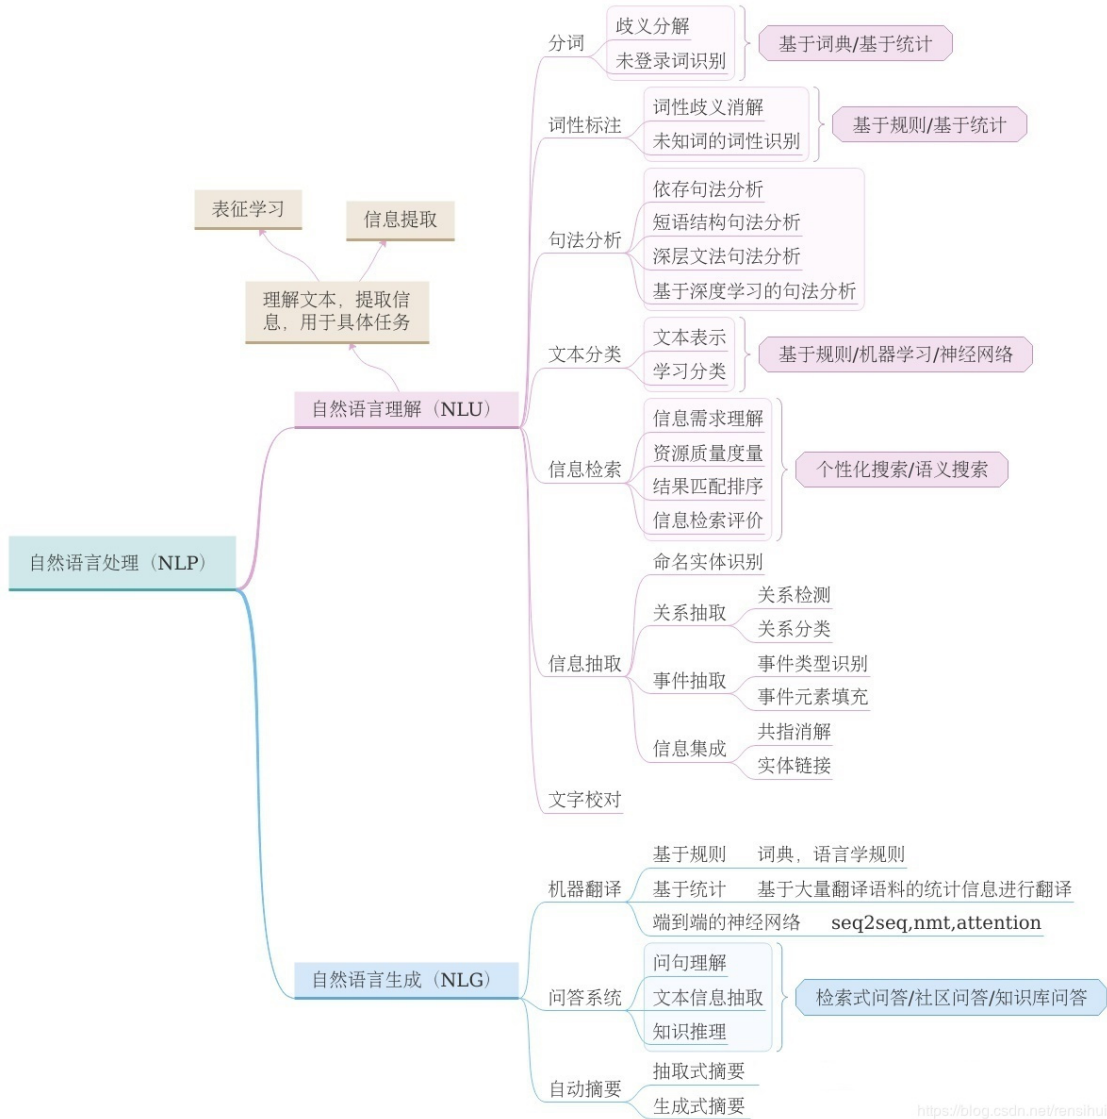 自然语言处理（NLP）
自然语言理解（NLU）
理解文本，提取信
息，用于具体任务
表征学习
信息提取
分词
歧义分解
未登录词识别
基于词典/基于统计
词性标注
词性歧义消解
未知词的词性识别
基于规则/基于统计
句法分析
依存句法分析
短语结构句法分析
深层文法句法分析
基于深度学习的句法分析
文本分类
文本表示
学习分类
基于规则/机器学习/神经网络
信息检索
信息需求理解
资源质量度量
结果匹配排序
信息检索评价
个性化搜索/语义搜索
信息抽取
命名实体识别
关系抽取
关系检测
关系分类
事件抽取
事件类型识别
事件元素填充
信息集成
共指消解
实体链接
文字校对
自然语言生成（NLG）
机器翻译
基于规则
词典，语言学规则
基于统计
基于大量翻译语料的统计信息进行翻译
端到端的神经网络
seq2seq,nmt,attention
问答系统
问句理解
文本信息抽取
知识推理
检索式问答/社区问答/知识库问答
自动摘要
抽取式摘要
生成式摘要